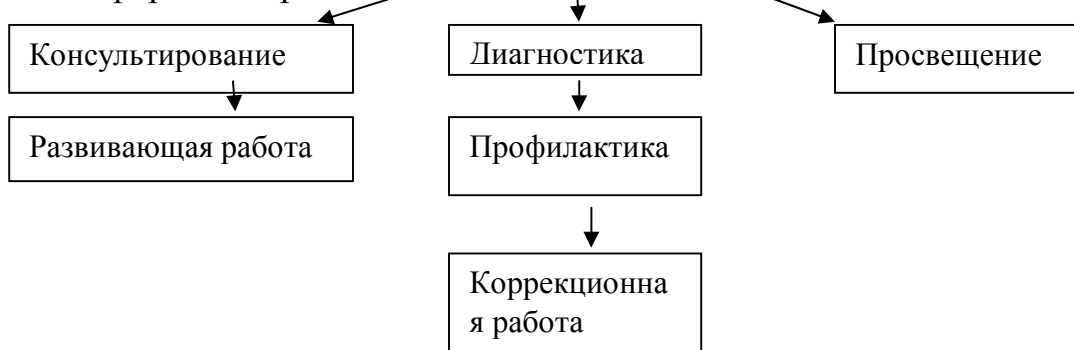 Консультирование
Диагностика
Просвещение
Развивающая работа
Профилактика
Коррекционна
я работа